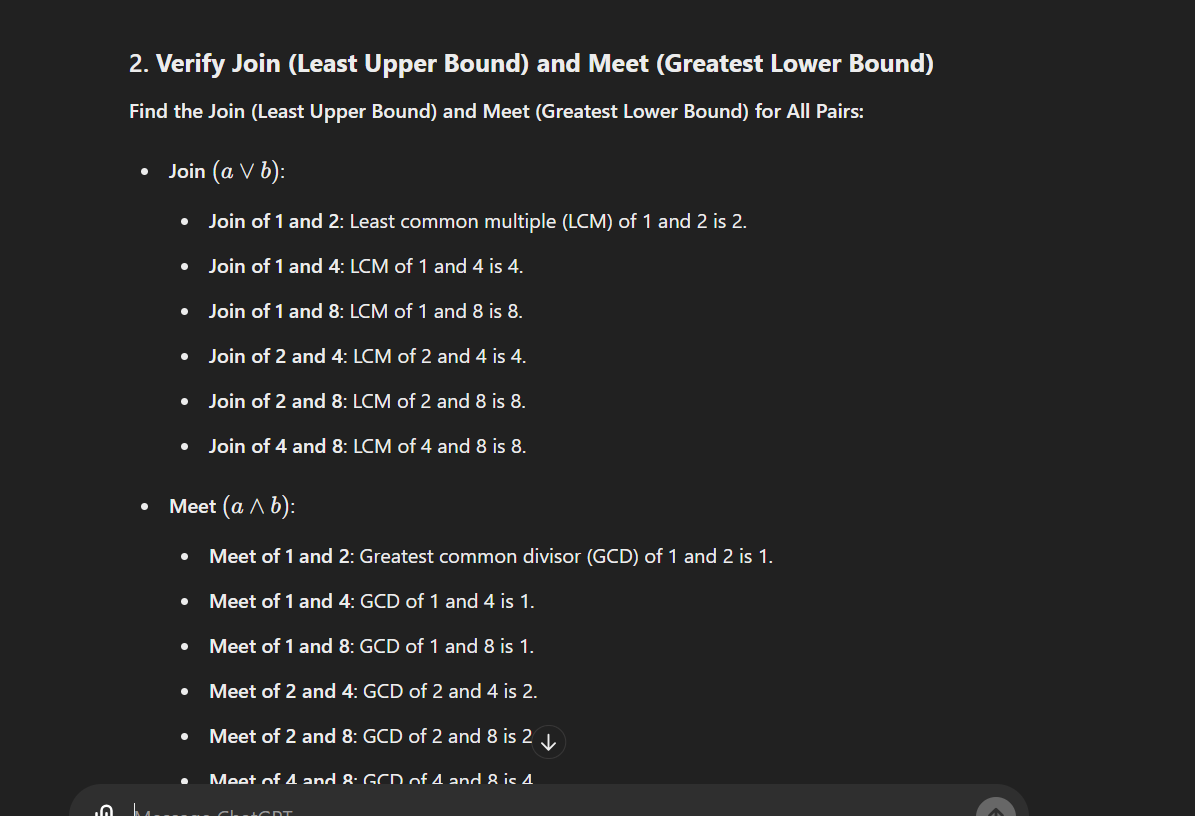 2. Verify Join (Least Upper Bound) and Meet (Greatest Lower Bound)
Find the Join (Least Upper Bound) and Meet (Greatest Lower Bound) for All Pairs:
• Join (a ∨ b):
• Join of 1 and 2: Least common multiple (LCM) of 1 and 2 is 2.
• Join of 1 and 4: LCM of 1 and 4 is 4.
• Join of 1 and 8: LCM of 1 and 8 is 8.
• Join of 2 and 4: LCM of 2 and 4 is 4.
• Join of 2 and 8: LCM of 2 and 8 is 8.
• Join of 4 and 8: LCM of 4 and 8 is 8.
• Meet (a ∧ b):
• Meet of 1 and 2: Greatest common divisor (GCD) of 1 and 2 is 1.
• Meet of 1 and 4: GCD of 1 and 4 is 1.
• Meet of 1 and 8: GCD of 1 and 8 is 1.
• Meet of 2 and 4: GCD of 2 and 4 is 2.
• Meet of 2 and 8: GCD of 2 and 8 is 2
• Meet of 4 and 8: GCD of 4 and 8 is 4
Message ChatGPT